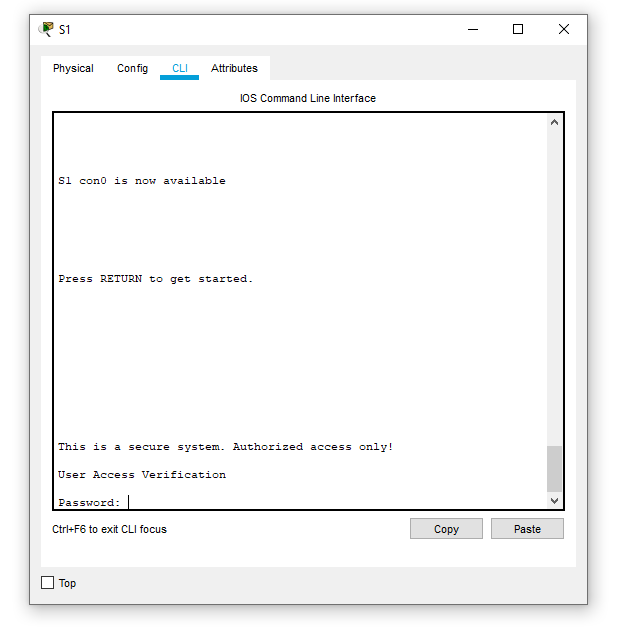 S1
Physical Config CLI Attributes
IOS Command Line Interface
S1 con0 is now available
Press RETURN to get started.
This is a secure system. Authorized access only!
User Access Verification
Password:
Ctrl+F6 to exit CLI focus
Copy Paste
Top